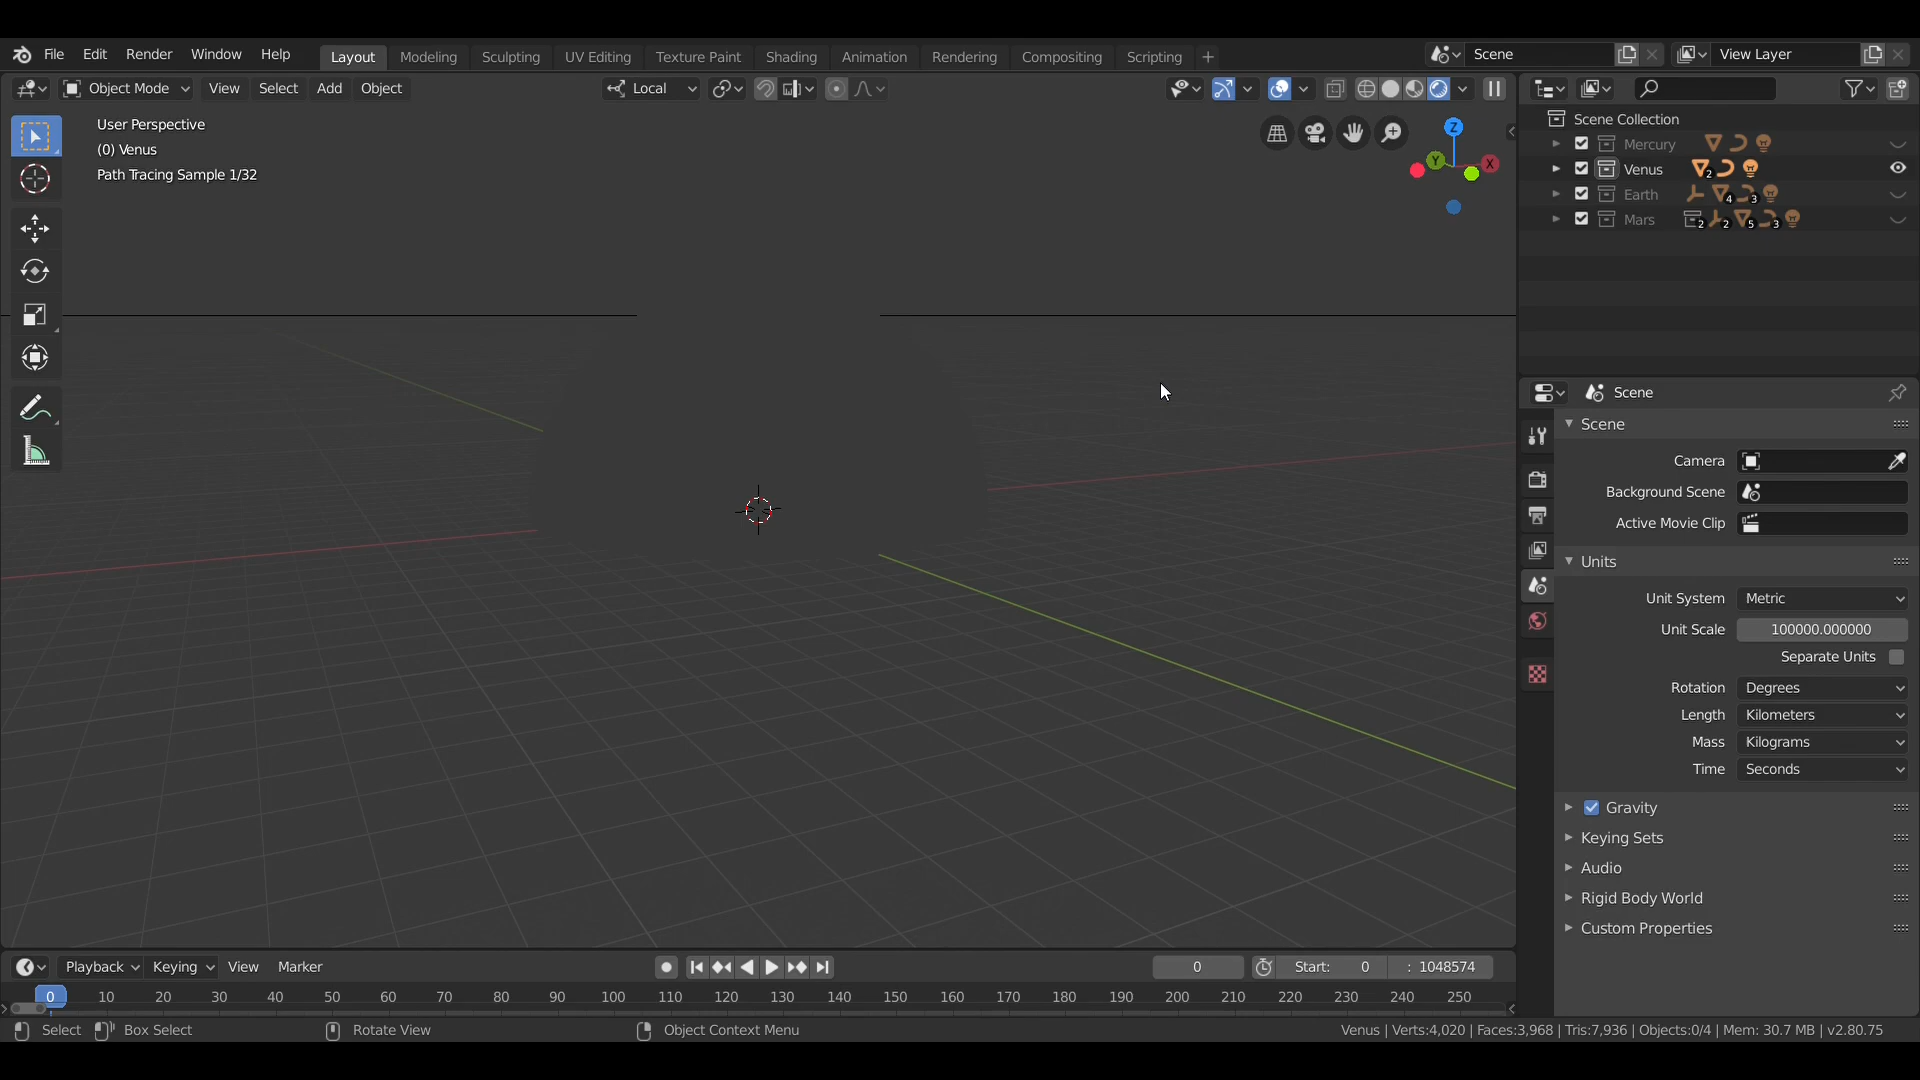 File Edit Render Window Help Layout Modeling Sculpting UV Editing Texture Paint Shading Animation Rendering Compositing Scripting + Scene View Layer
Object Mode View Select Add Object Local
User Perspective
(0) Venus
Path Tracing Sample 1/32
Z
Y
X
Scene Collection
Mercury
Venus 2
Earth 4 3
Mars 2 2 5 3
Scene
Scene
Camera
Background Scene
Active Movie Clip
Units
Unit System Metric
Unit Scale 100000.000000
Separate Units
Rotation Degrees
Length Kilometers
Mass Kilograms
Time Seconds
Gravity
Keying Sets
Audio
Rigid Body World
Custom Properties
Playback Keying View Marker 0 Start: 0 : 1048574
0 10 20 30 40 50 60 70 80 90 100 110 120 130 140 150 160 170 180 190 200 210 220 230 240 250
Select Box Select Rotate View Object Context Menu Venus | Verts:4,020 | Faces:3,968 | Tris:7,936 | Objects:0/4 | Mem: 30.7 MB | v2.80.75